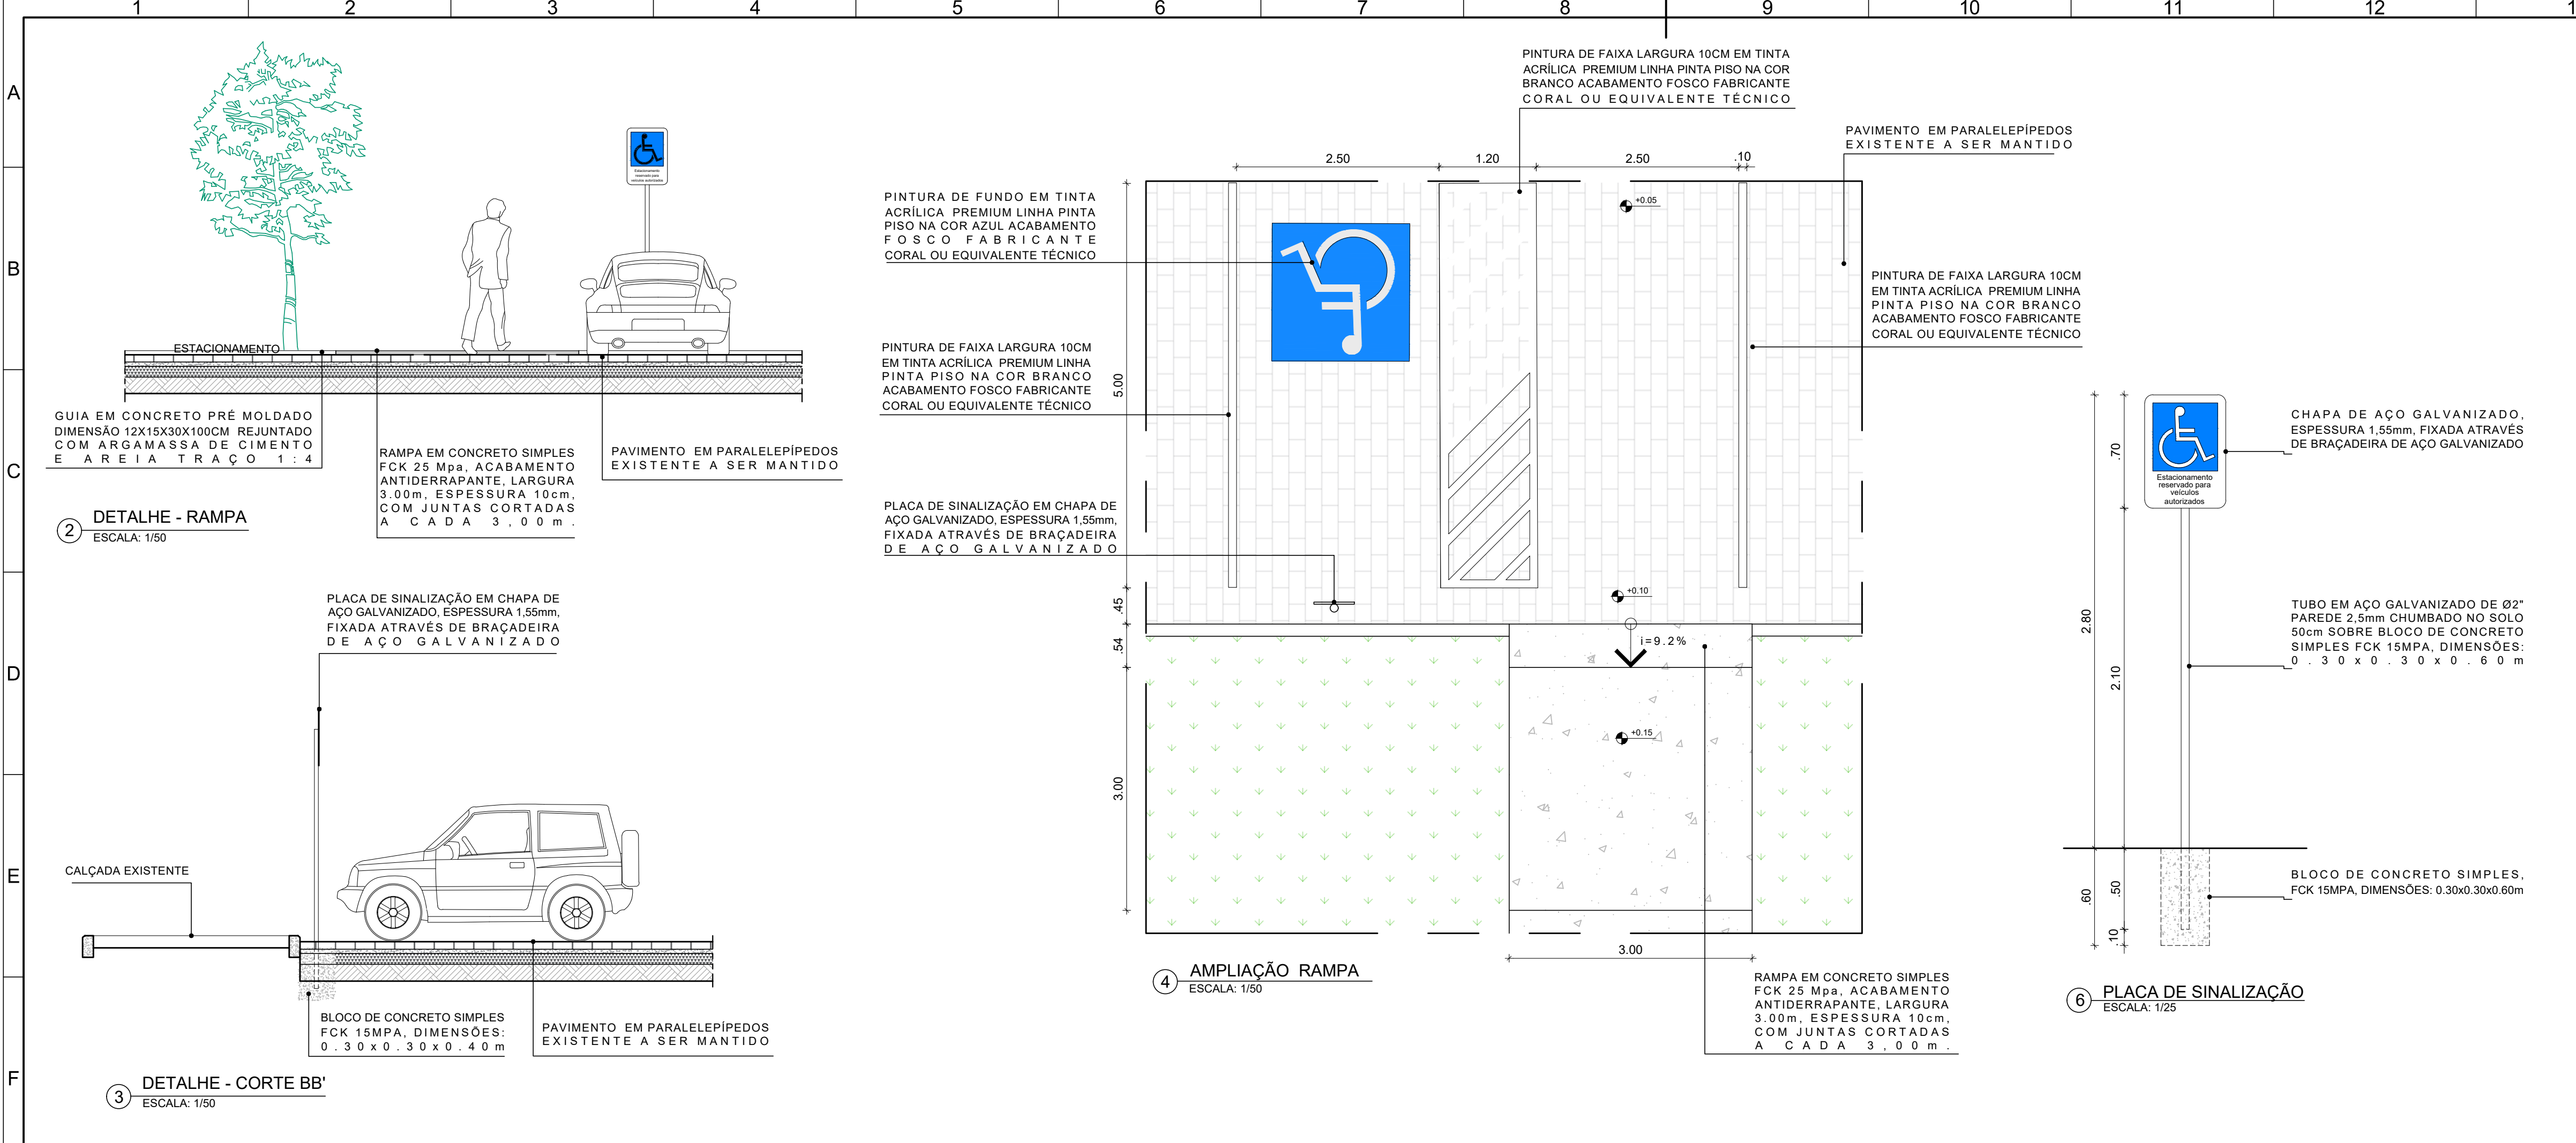 1 2 3 4 5 6 7 8 9 10 11 12 1
A
B
C
D
E
F
Estacionamento
reservado para
veículos autorizados
ESTACIONAMENTO
GUIA EM CONCRETO PRÉ MOLDADO
DIMENSÃO 12X15X30X100CM REJUNTADO
COM ARGAMASSA DE CIMENTO
E AREIA TRAÇO 1:4
RAMPA EM CONCRETO SIMPLES
FCK 25 Mpa, ACABAMENTO
ANTIDERRAPANTE, LARGURA
3.00m, ESPESSURA 10cm,
COM JUNTAS CORTADAS
A CADA 3,00m.
PAVIMENTO EM PARALELEPÍPEDOS
EXISTENTE A SER MANTIDO
2
DETALHE - RAMPA
ESCALA: 1/50
PLACA DE SINALIZAÇÃO EM CHAPA DE
AÇO GALVANIZADO, ESPESSURA 1,55mm,
FIXADA ATRAVÉS DE BRAÇADEIRA
DE AÇO GALVANIZADO
CALÇADA EXISTENTE
BLOCO DE CONCRETO SIMPLES
FCK 15MPA, DIMENSÕES:
0.30x0.30x0.40m
PAVIMENTO EM PARALELEPÍPEDOS
EXISTENTE A SER MANTIDO
3
DETALHE - CORTE BB'
ESCALA: 1/50
PINTURA DE FAIXA LARGURA 10CM EM TINTA
ACRÍLICA PREMIUM LINHA PINTA PISO NA COR
BRANCO ACABAMENTO FOSCO FABRICANTE
CORAL OU EQUIVALENTE TÉCNICO
PAVIMENTO EM PARALELEPÍPEDOS
EXISTENTE A SER MANTIDO
2.50
1.20
2.50
.10
PINTURA DE FUNDO EM TINTA
ACRÍLICA PREMIUM LINHA PINTA
PISO NA COR AZUL ACABAMENTO
FOSCO FABRICANTE
CORAL OU EQUIVALENTE TÉCNICO
+0.05
PINTURA DE FAIXA LARGURA 10CM
EM TINTA ACRÍLICA PREMIUM LINHA
PINTA PISO NA COR BRANCO
ACABAMENTO FOSCO FABRICANTE
CORAL OU EQUIVALENTE TÉCNICO
PINTURA DE FAIXA LARGURA 10CM
EM TINTA ACRÍLICA PREMIUM LINHA
PINTA PISO NA COR BRANCO
ACABAMENTO FOSCO FABRICANTE
CORAL OU EQUIVALENTE TÉCNICO
5.00
PLACA DE SINALIZAÇÃO EM CHAPA DE
AÇO GALVANIZADO, ESPESSURA 1,55mm,
FIXADA ATRAVÉS DE BRAÇADEIRA
DE AÇO GALVANIZADO
+0.10
.45
.54
i=9.2%
+0.15
3.00
3.00
4
AMPLIAÇÃO RAMPA
ESCALA: 1/50
RAMPA EM CONCRETO SIMPLES
FCK 25 Mpa, ACABAMENTO
ANTIDERRAPANTE, LARGURA
3.00m, ESPESSURA 10cm,
COM JUNTAS CORTADAS
A CADA 3,00m.
Estacionamento
reservado para
veículos
autorizados
CHAPA DE AÇO GALVANIZADO,
ESPESSURA 1,55mm, FIXADA ATRAVÉS
DE BRAÇADEIRA DE AÇO GALVANIZADO
.70
2.80
2.10
TUBO EM AÇO GALVANIZADO DE Ø2"
PAREDE 2,5mm CHUMBADO NO SOLO
50cm SOBRE BLOCO DE CONCRETO
SIMPLES FCK 15MPA, DIMENSÕES:
0.30x0.30x0.60m
.60
.50
.10
BLOCO DE CONCRETO SIMPLES,
FCK 15MPA, DIMENSÕES: 0.30x0.30x0.60m
6
PLACA DE SINALIZAÇÃO
ESCALA: 1/25